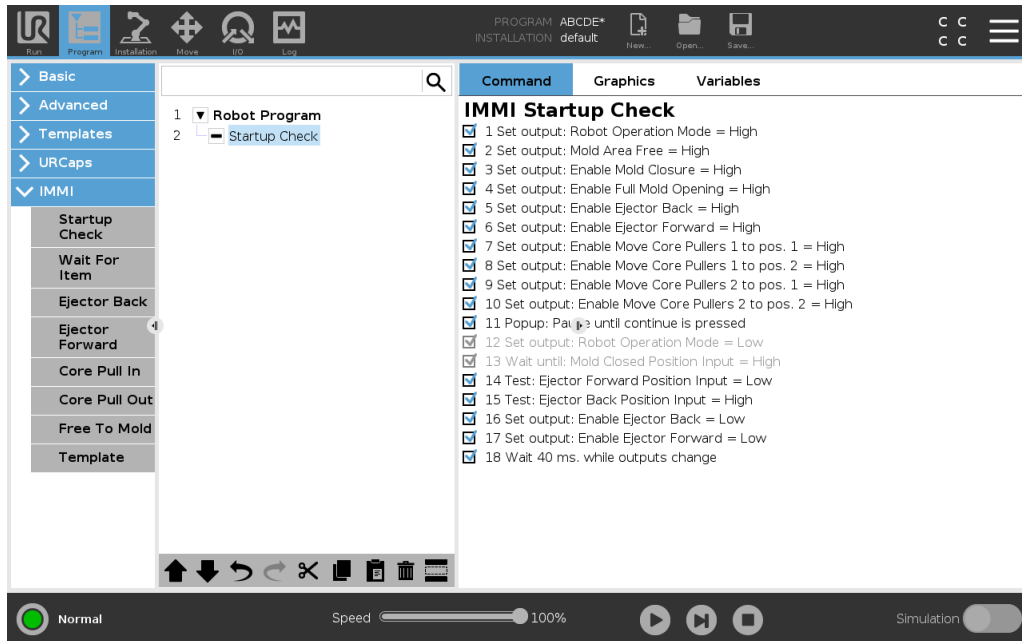 PROGRAM ABCDE*
INSTALLATION default
UR
Run
Program
Installation
Move
I/O
Log
New...
Open...
Save...
C C
C C
Basic
Advanced
Templates
URCaps
IMMI
Startup
Check
Wait For
Item
Ejector Back
Ejector
Forward
Core Pull In
Core Pull Out
Free To Mold
Template
1 Robot Program
2 Startup Check
Command Graphics Variables
IMMI Startup Check
1 Set output: Robot Operation Mode = High
2 Set output: Mold Area Free = High
3 Set output: Enable Mold Closure = High
4 Set output: Enable Full Mold Opening = High
5 Set output: Enable Ejector Back = High
6 Set output: Enable Ejector Forward = High
7 Set output: Enable Move Core Pullers 1 to pos. 1 = High
8 Set output: Enable Move Core Pullers 1 to pos. 2 = High
9 Set output: Enable Move Core Pullers 2 to pos. 1 = High
10 Set output: Enable Move Core Pullers 2 to pos. 2 = High
11 Popup: until continue is pressed
12 Set output: Robot Operation Mode = Low
13 Wait until: Mold Closed Position Input = High
14 Test: Ejector Forward Position Input = Low
15 Test: Ejector Back Position Input = High
16 Set output: Enable Ejector Back = Low
17 Set output: Enable Ejector Forward = Low
18 Wait 40 ms. while outputs change
Normal
Speed 100%
Simulation